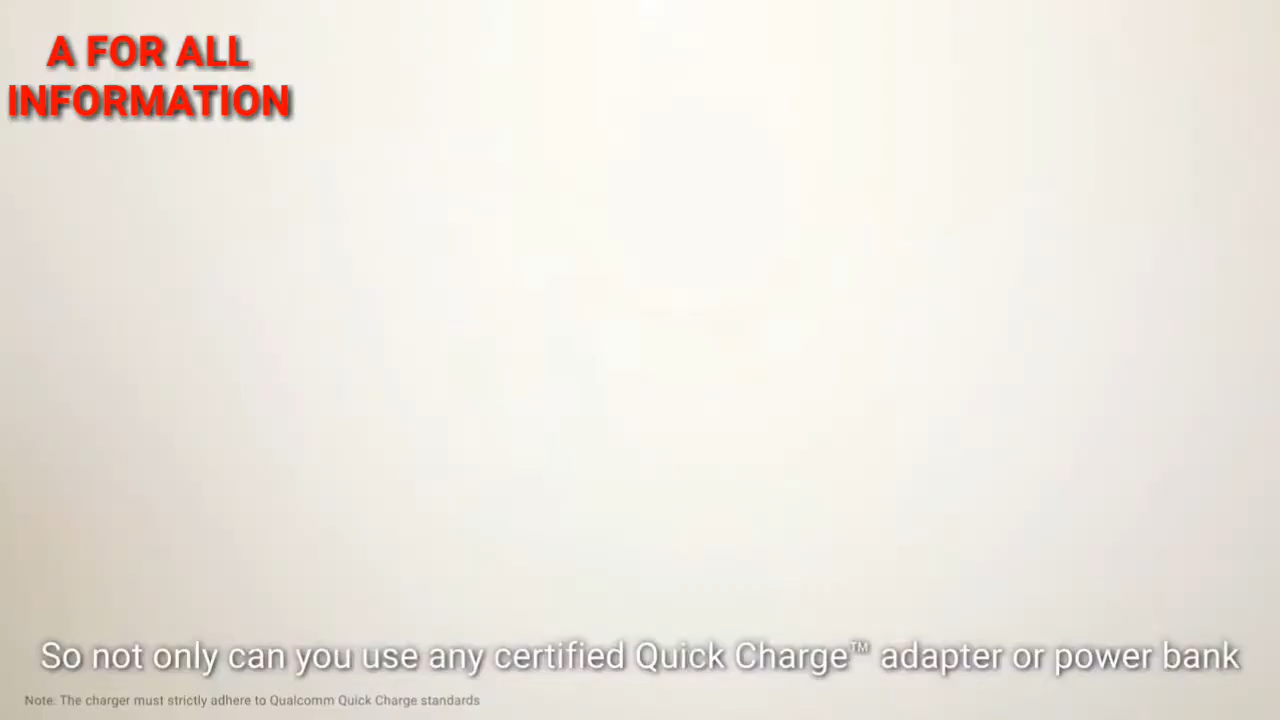 A FOR ALL
INFORMATION
So not only can you use any certified Quick Charge™ adapter or power bank
Note: The charger must strictly adhere to Qualcomm Quick Charge standards